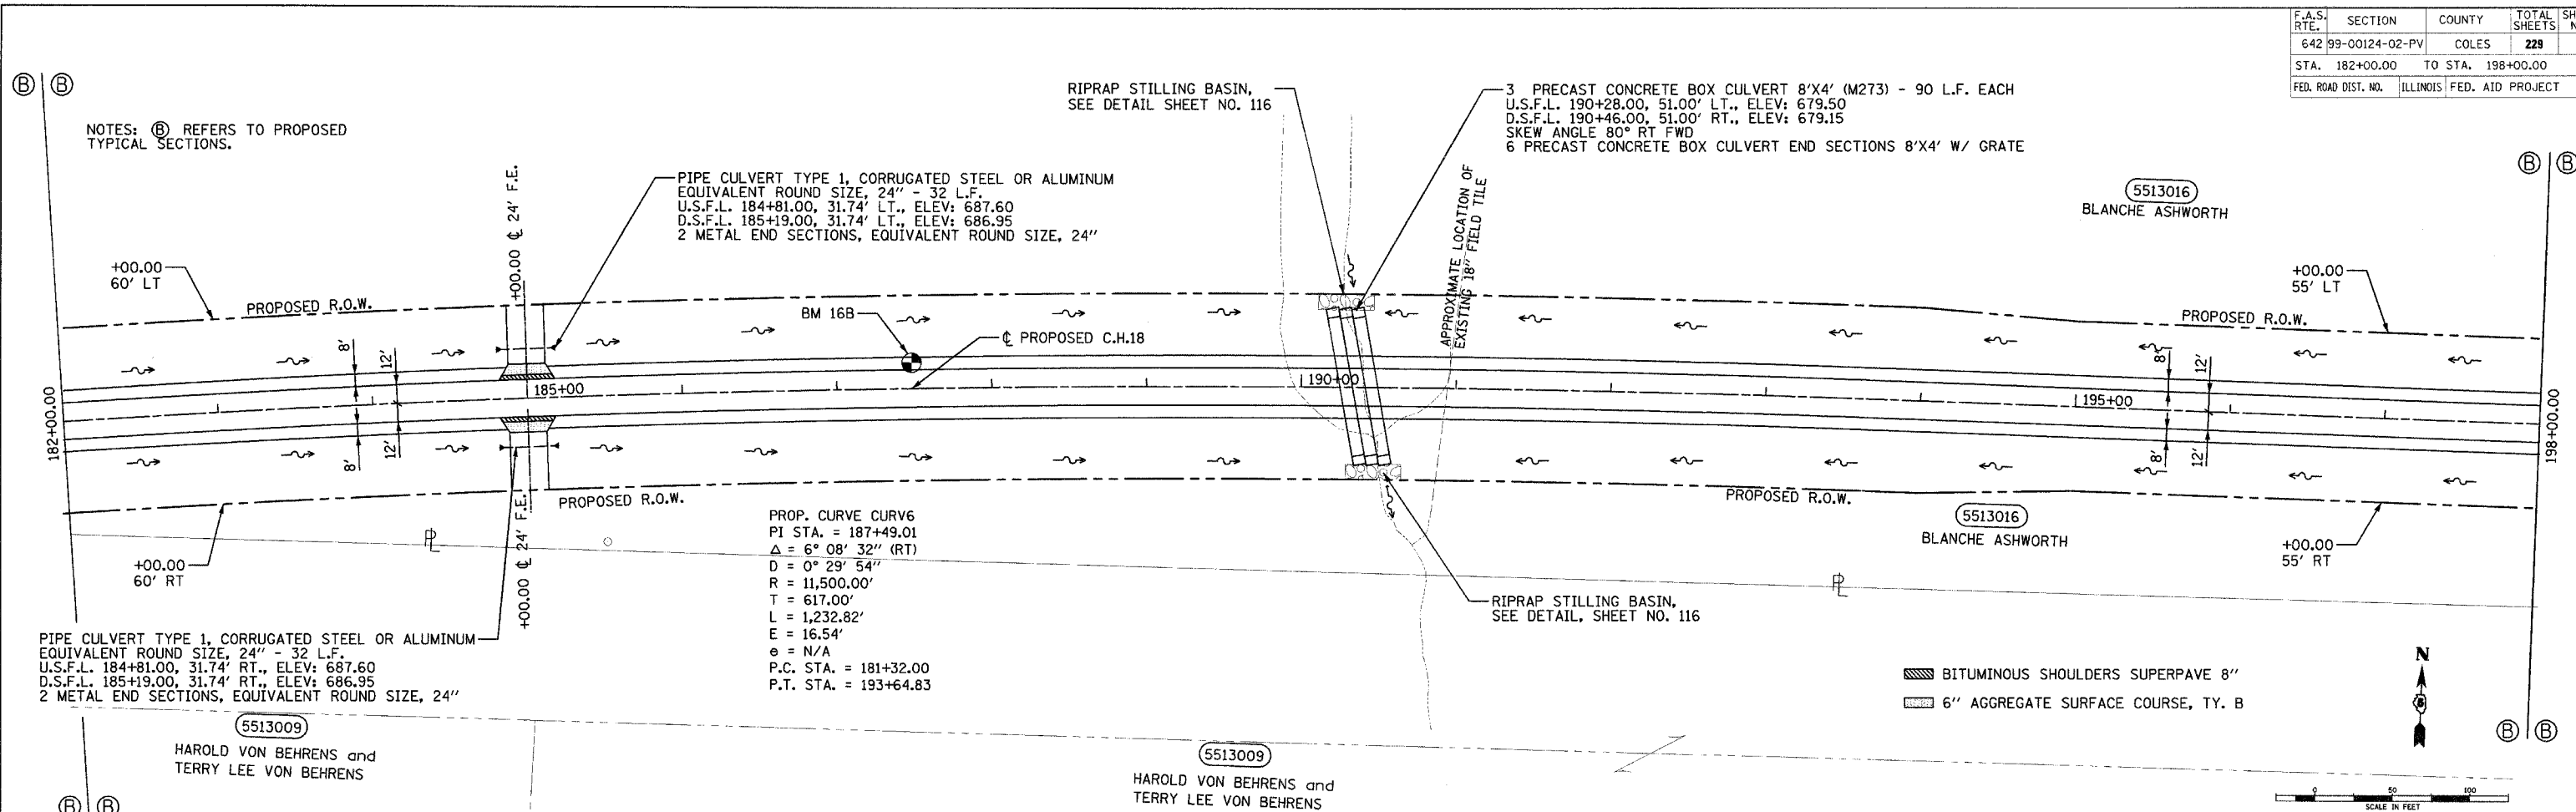 F.A.S. RTE. SECTION COUNTY TOTAL SHEETS
642 99-00124-02-PV COLES 229
STA. 182+00.00 TO STA. 198+00.00
FED. ROAD DIST. NO. ILLINOIS FED. AID PROJECT
B B
NOTES: B REFERS TO PROPOSED
TYPICAL SECTIONS.
RIPRAP STILLING BASIN,
SEE DETAIL SHEET NO. 116
3 PRECAST CONCRETE BOX CULVERT 8'X4' (M273) - 90 L.F. EACH
U.S.F.L. 190+28.00, 51.00' LT., ELEV: 679.50
D.S.F.L. 190+46.00, 51.00' RT., ELEV: 679.15
SKEW ANGLE 80° RT FWD
6 PRECAST CONCRETE BOX CULVERT END SECTIONS 8'X4' W/ GRATE
B B
PIPE CULVERT TYPE 1, CORRUGATED STEEL OR ALUMINUM
EQUIVALENT ROUND SIZE, 24" - 32 L.F.
U.S.F.L. 184+81.00, 31.74' LT., ELEV: 687.60
D.S.F.L. 185+19.00, 31.74' LT., ELEV: 686.95
2 METAL END SECTIONS, EQUIVALENT ROUND SIZE, 24"
+00.00 ℄ 24' F.E.
APPROXIMATE LOCATION OF
EXISTING 18" FIELD TILE
5513016
BLANCHE ASHWORTH
+00.00
60' LT
PROPOSED R.O.W.
BM 16B
℄ PROPOSED C.H.18
+00.00
55' LT
PROPOSED R.O.W.
182+00.00
8'
12'
8'
12'
185+00
190+00
195+00
8'
12'
8'
12'
198+00.00
+00.00
60' RT
PROPOSED R.O.W.
+00.00 ℄ 24' F.E.
PROPOSED R.O.W.
5513016
BLANCHE ASHWORTH
+00.00
55' RT
PL
PL
PROP. CURVE CURV6
PI STA. = 187+49.01
Δ = 6° 08' 32" (RT)
D = 0° 29' 54"
R = 11,500.00'
T = 617.00'
L = 1,232.82'
E = 16.54'
e = N/A
P.C. STA. = 181+32.00
P.T. STA. = 193+64.83
RIPRAP STILLING BASIN,
SEE DETAIL, SHEET NO. 116
PIPE CULVERT TYPE 1, CORRUGATED STEEL OR ALUMINUM
EQUIVALENT ROUND SIZE, 24" - 32 L.F.
U.S.F.L. 184+81.00, 31.74' RT., ELEV: 687.60
D.S.F.L. 185+19.00, 31.74' RT., ELEV: 686.95
2 METAL END SECTIONS, EQUIVALENT ROUND SIZE, 24"
BITUMINOUS SHOULDERS SUPERPAVE 8"
6" AGGREGATE SURFACE COURSE, TY. B
N
5513009
HAROLD VON BEHRENS and
TERRY LEE VON BEHRENS
5513009
HAROLD VON BEHRENS and
TERRY LEE VON BEHRENS
B B
B B
0 50 100
SCALE IN FEET